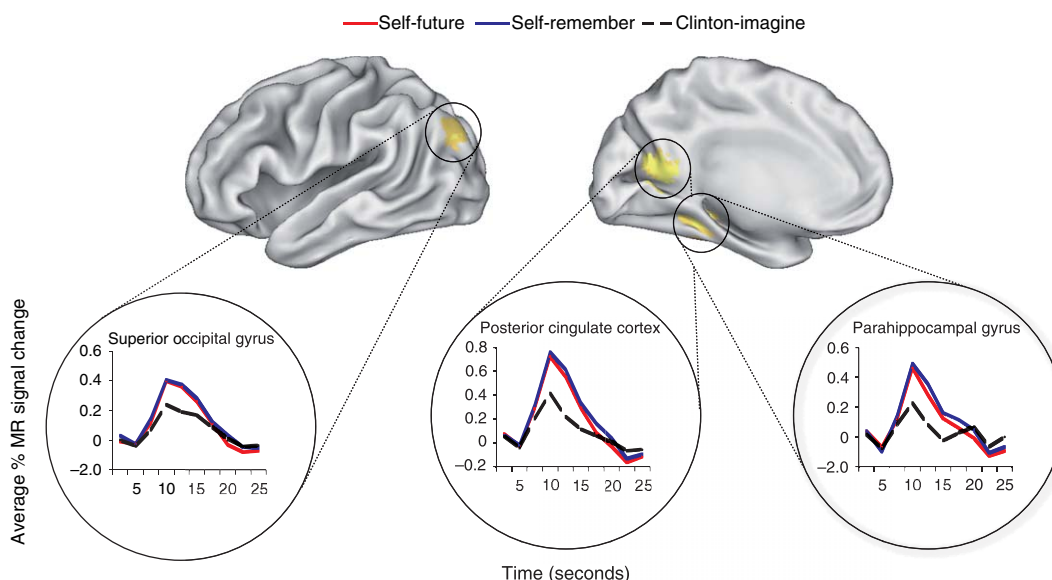 Self-future Self-remember Clinton-imagine
Average % MR signal change
Superior occipital gyrus
0.6
0.4
0.2
0
–2.0
5 10 15 20 25
Posterior cingulate cortex
0.8
0.6
0.4
0.2
0
–0.2
5 10 15 20 25
Parahippocampal gyrus
0.6
0.4
0.2
0
–2.0
5 10 15 20 25
Time (seconds)